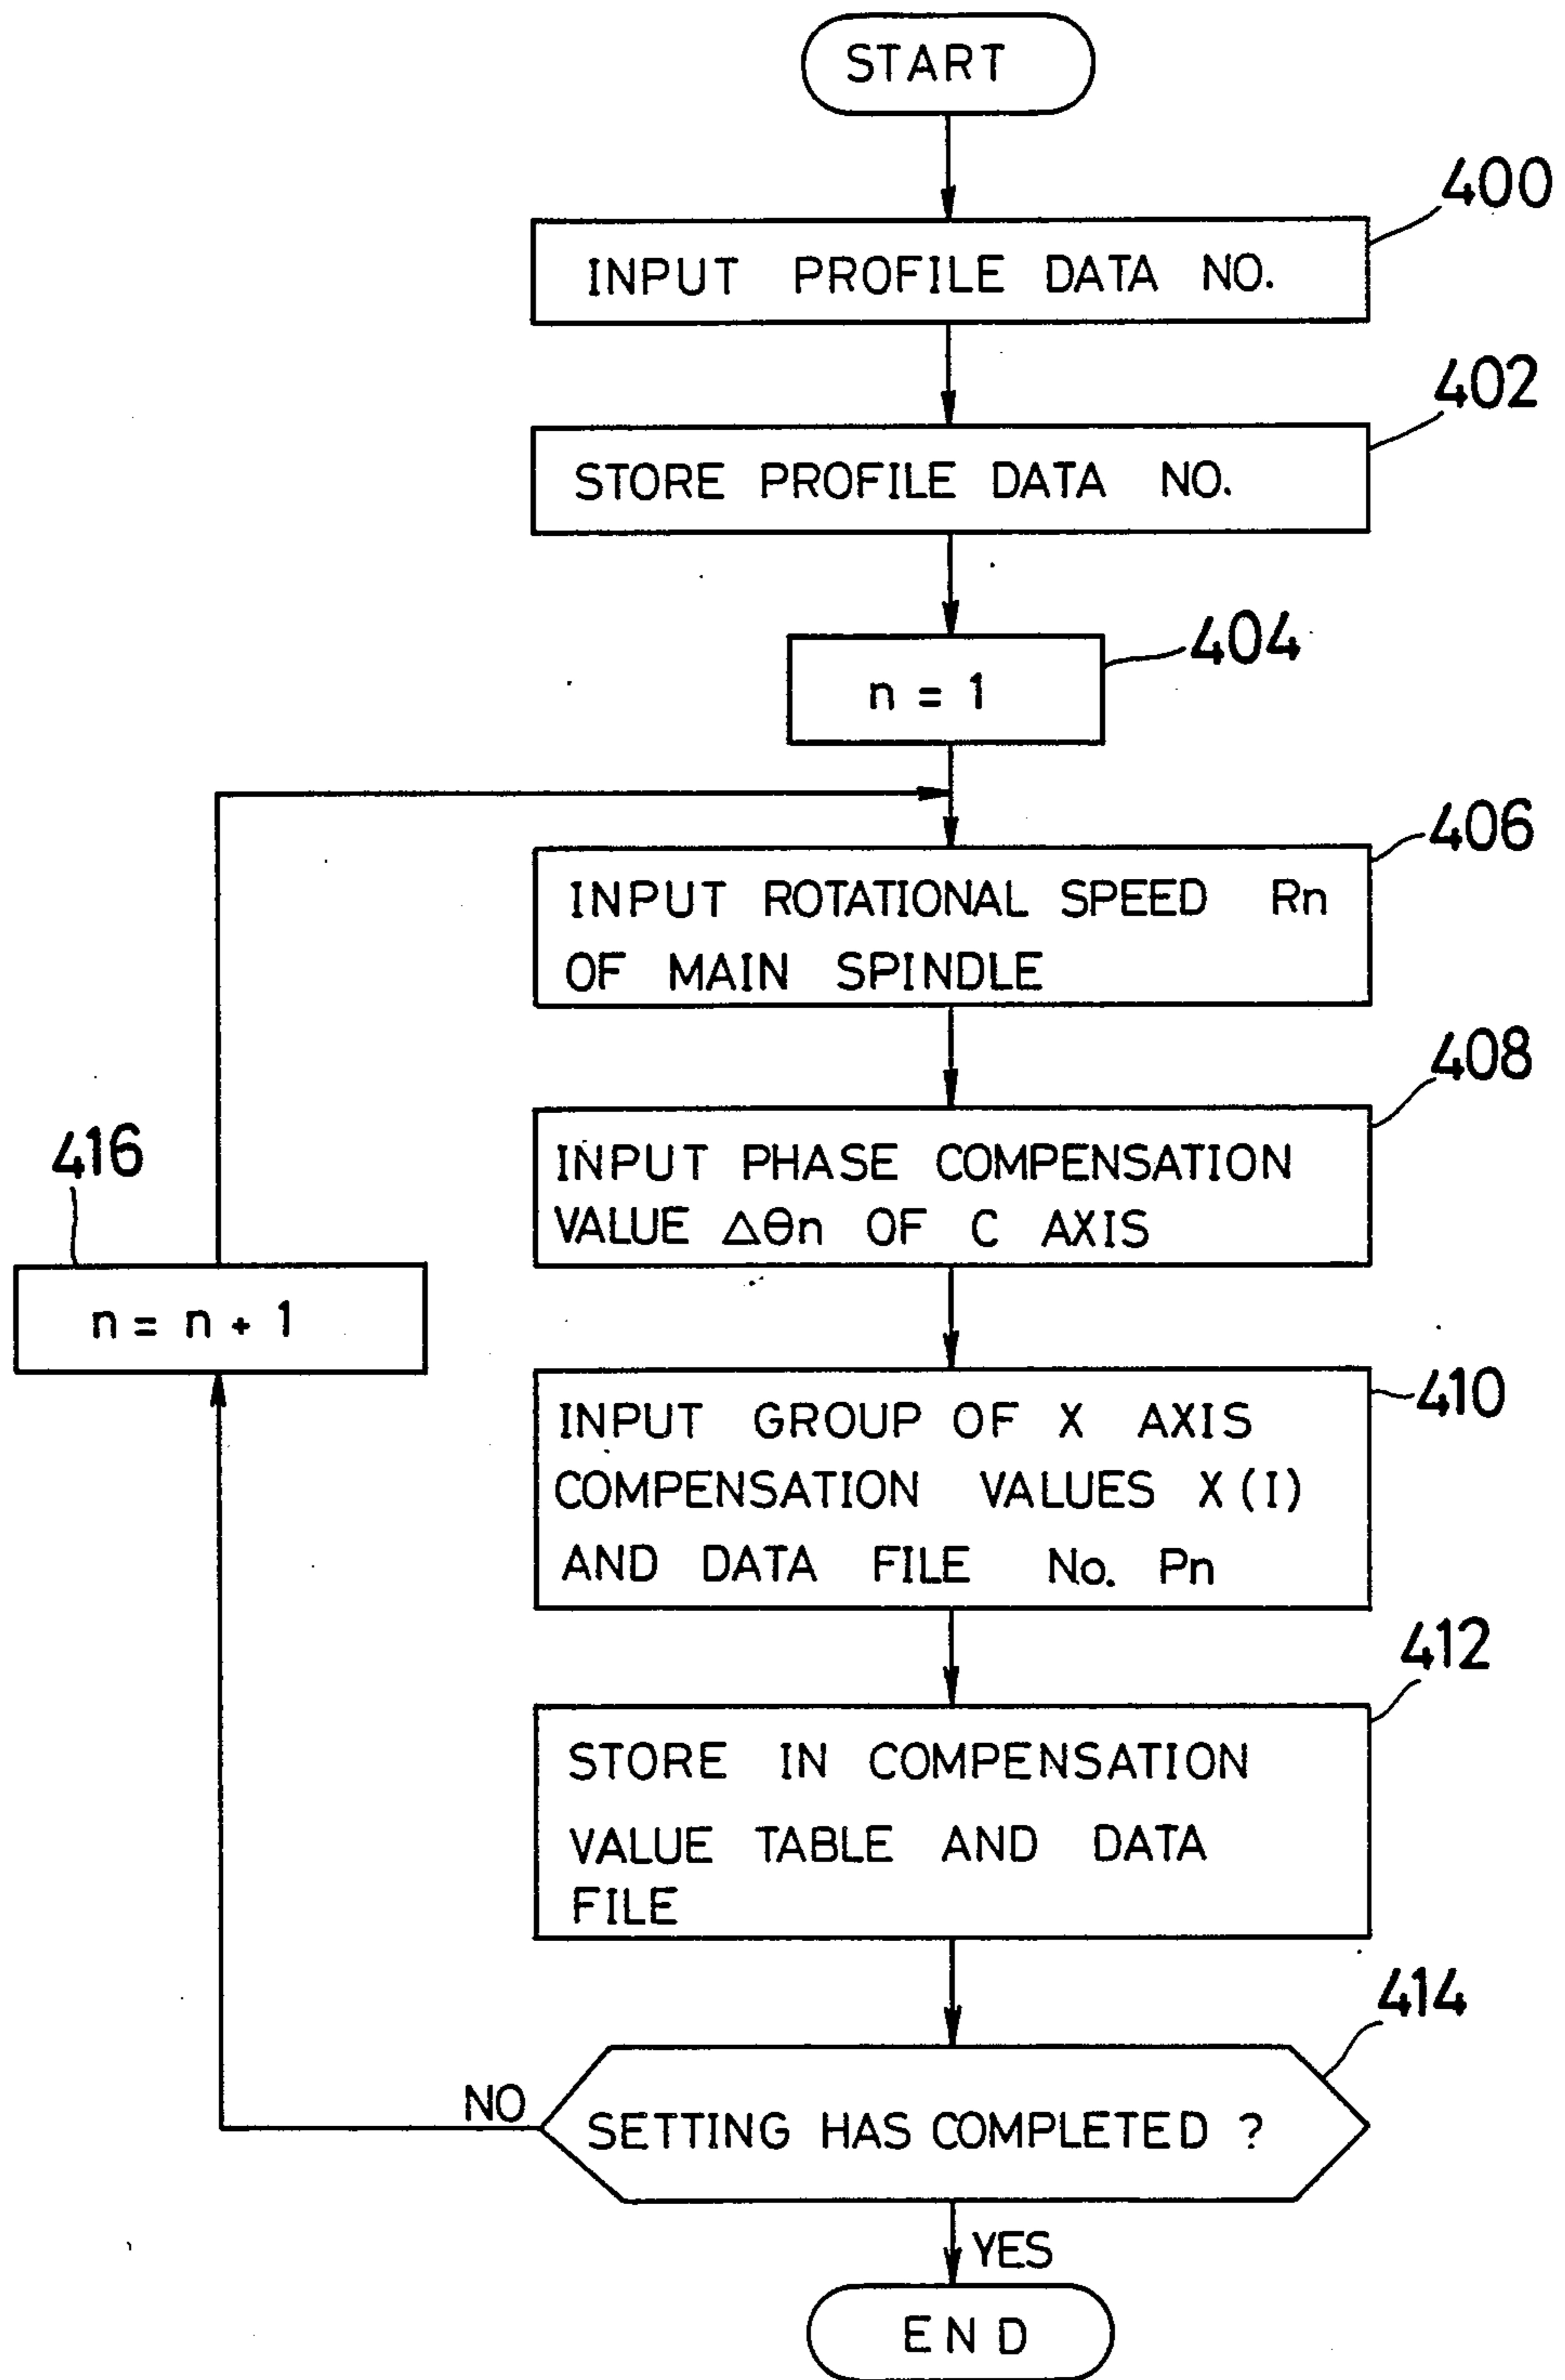 START
400
INPUT PROFILE DATA NO.
402
STORE PROFILE DATA NO.
404
n = 1
406
INPUT ROTATIONAL SPEED Rn
OF MAIN SPINDLE
408
INPUT PHASE COMPENSATION
VALUE Δθn OF C AXIS
416
n = n + 1
410
INPUT GROUP OF X AXIS
COMPENSATION VALUES X(I)
AND DATA FILE No. Pn
412
STORE IN COMPENSATION
VALUE TABLE AND DATA
FILE
414
NO
SETTING HAS COMPLETED ?
YES
END